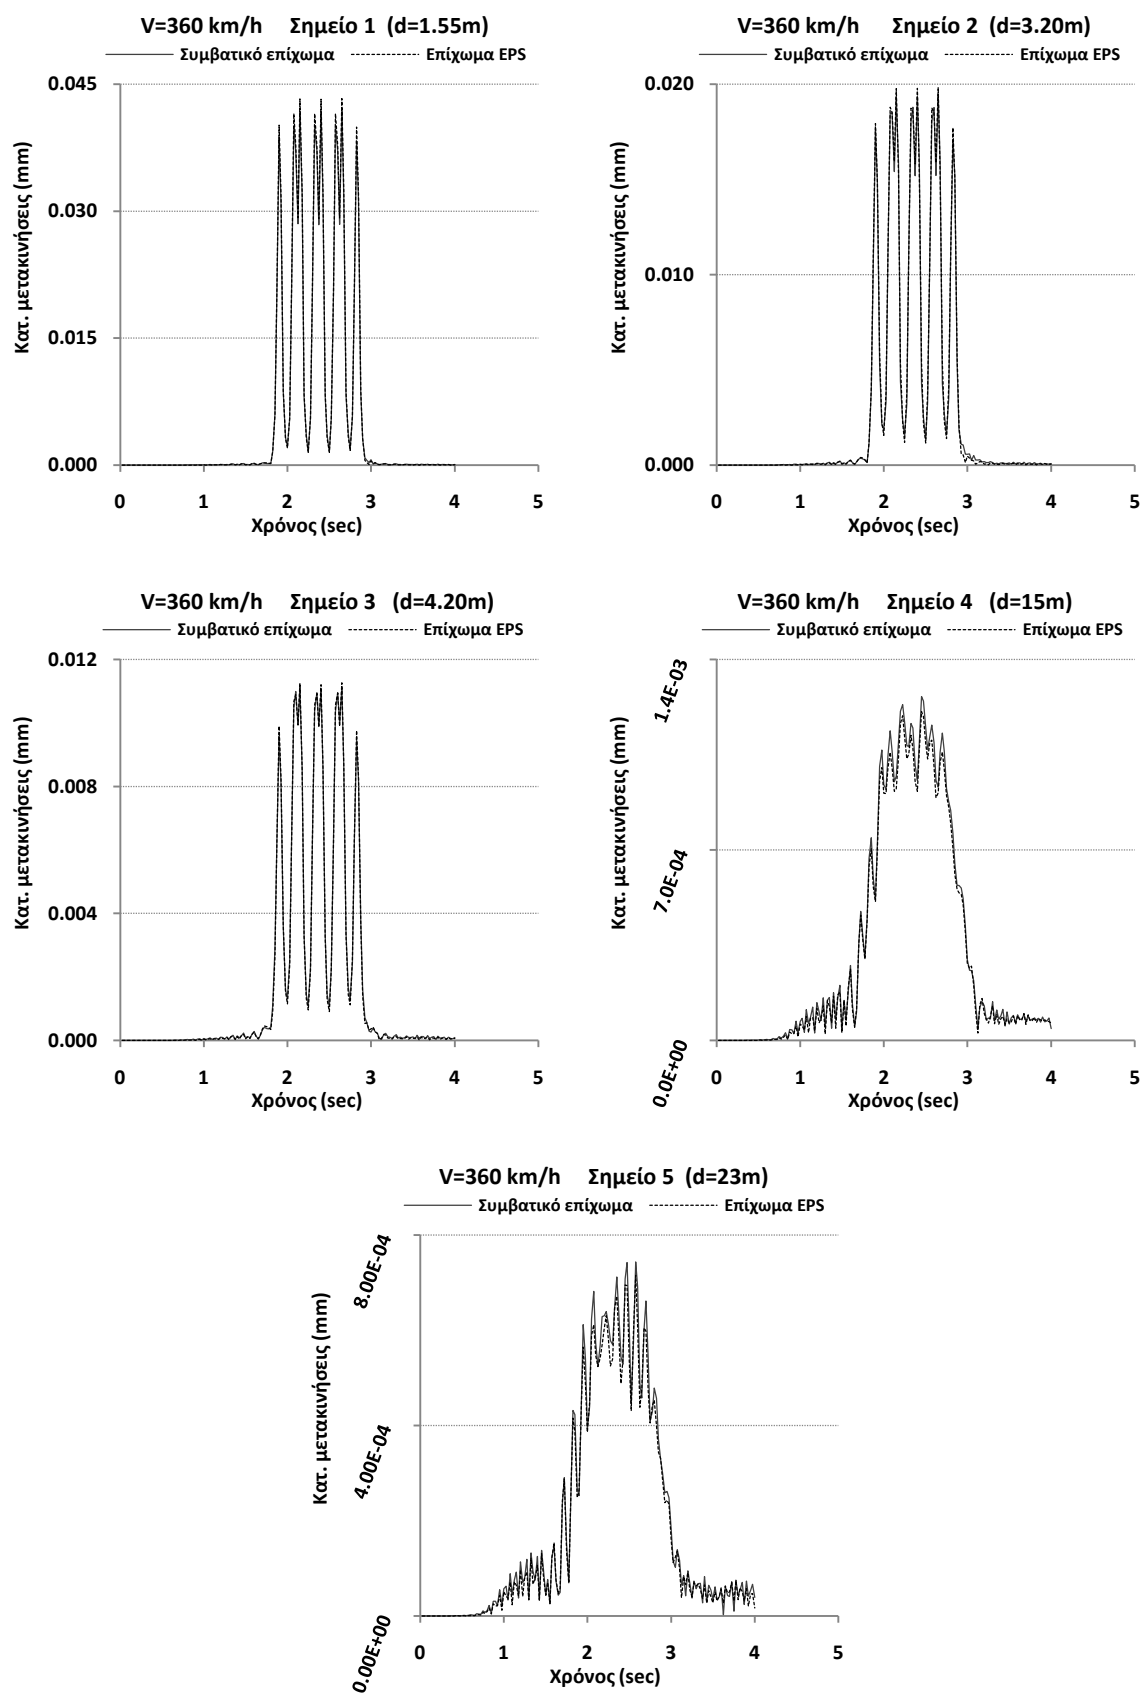 V=360 km/h Σημείο 1 (d=1.55m)
Συμβατικό επίχωμα Επίχωμα EPS
Κατ. μετακινήσεις (mm)
0.045
0.030
0.015
0.000
0 1 2 3 4 5
Χρόνος (sec)
V=360 km/h Σημείο 2 (d=3.20m)
Συμβατικό επίχωμα Επίχωμα EPS
Κατ. μετακινήσεις (mm)
0.020
0.010
0.000
0 1 2 3 4 5
Χρόνος (sec)
V=360 km/h Σημείο 3 (d=4.20m)
Συμβατικό επίχωμα Επίχωμα EPS
Κατ. μετακινήσεις (mm)
0.012
0.008
0.004
0.000
0 1 2 3 4 5
Χρόνος (sec)
V=360 km/h Σημείο 4 (d=15m)
Συμβατικό επίχωμα Επίχωμα EPS
Κατ. μετακινήσεις (mm)
1.4E-03
7.0E-04
0.0E+00
0 1 2 3 4 5
Χρόνος (sec)
V=360 km/h Σημείο 5 (d=23m)
Συμβατικό επίχωμα Επίχωμα EPS
Κατ. μετακινήσεις (mm)
8.00E-04
4.00E-04
0.00E+00
0 1 2 3 4 5
Χρόνος (sec)